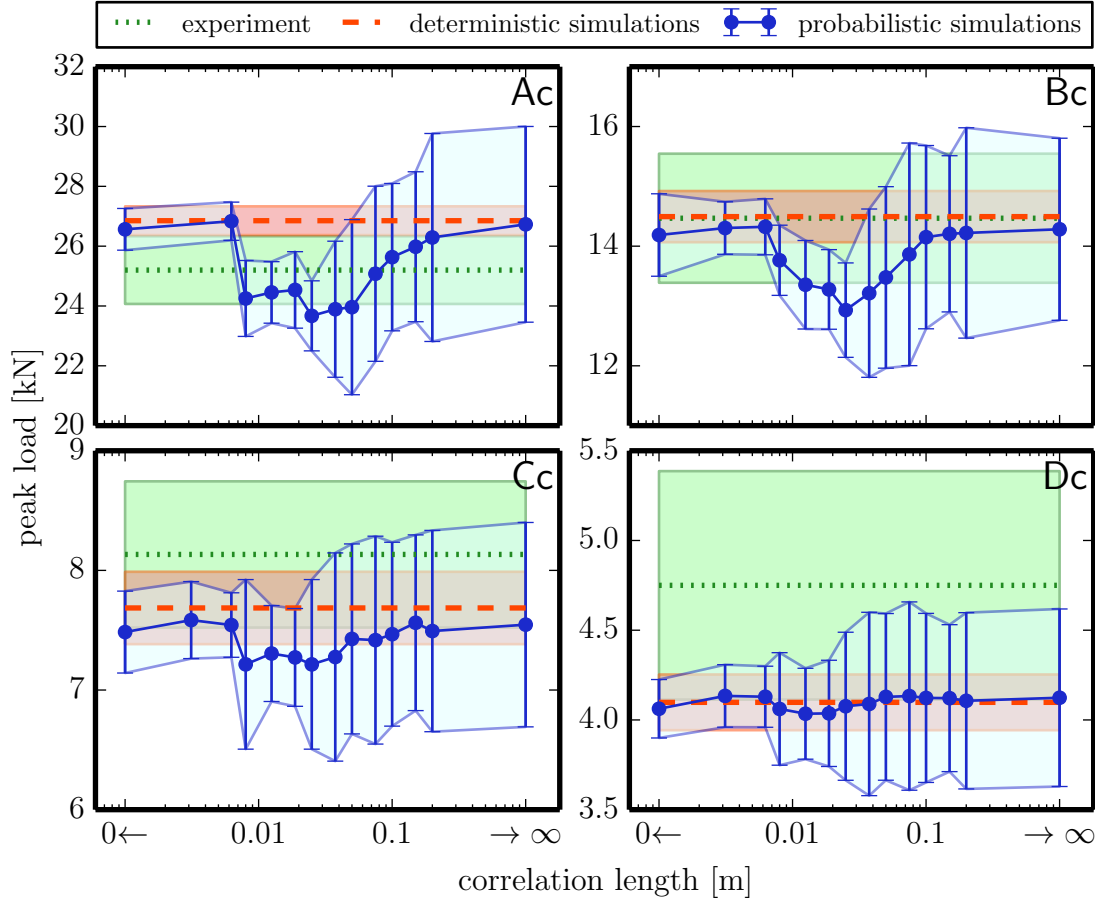 experiment deterministic simulations probabilistic simulations
32
30
28
26
24
22
20
Ac
16
14
12
Bc
9
8
7
6
Cc
5.5
5.0
4.5
4.0
3.5
Dc
peak load [kN]
0← 0.01 0.1 → ∞
0← 0.01 0.1 → ∞
correlation length [m]